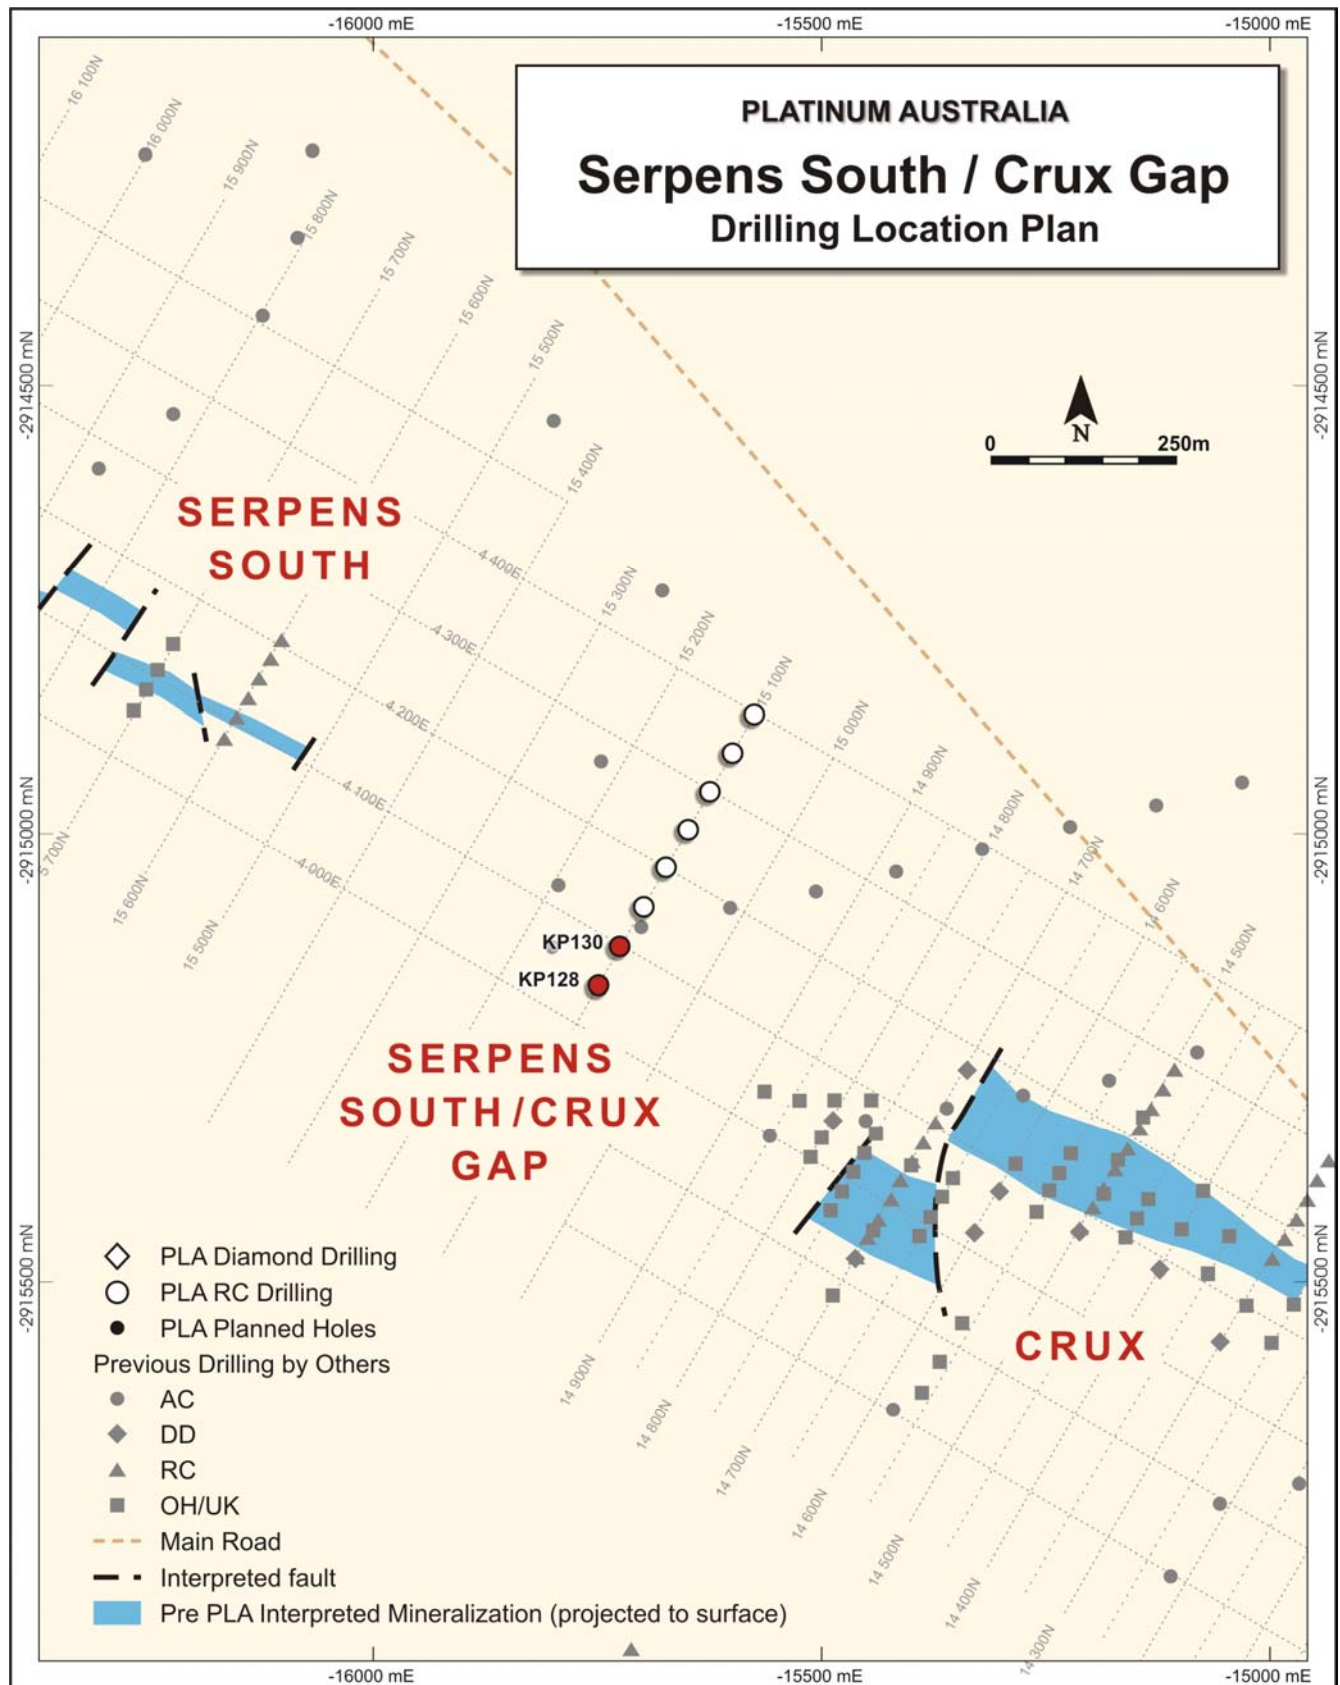 -16000 mE
-15500 mE
-15000 mE
PLATINUM AUSTRALIA
Serpens South / Crux Gap
Drilling Location Plan
16 100N
16 000N
15 900N
15 800N
15 700N
15 600N
15 500N
15 400N
15 300N
15 200N
15 100N
15 000N
14 900N
14 800N
14 700N
14 600N
14 500N
-2914500 mN
-2914500 mN
N
0
250m
SERPENS
SOUTH
4 400E
4 300E
4 200E
4 100E
4 000E
-2915000 mN
-2915000 mN
5 700N
15 600N
15 500N
KP130
KP128
SERPENS
SOUTH/CRUX
GAP
CRUX
-2915500 mN
-2915500 mN
14 900N
14 800N
14 700N
14 600N
14 500N
14 400N
14 300N
PLA Diamond Drilling
PLA RC Drilling
PLA Planned Holes
Previous Drilling by Others
AC
DD
RC
OH/UK
Main Road
Interpreted fault
Pre PLA Interpreted Mineralization (projected to surface)
-16000 mE
-15500 mE
-15000 mE